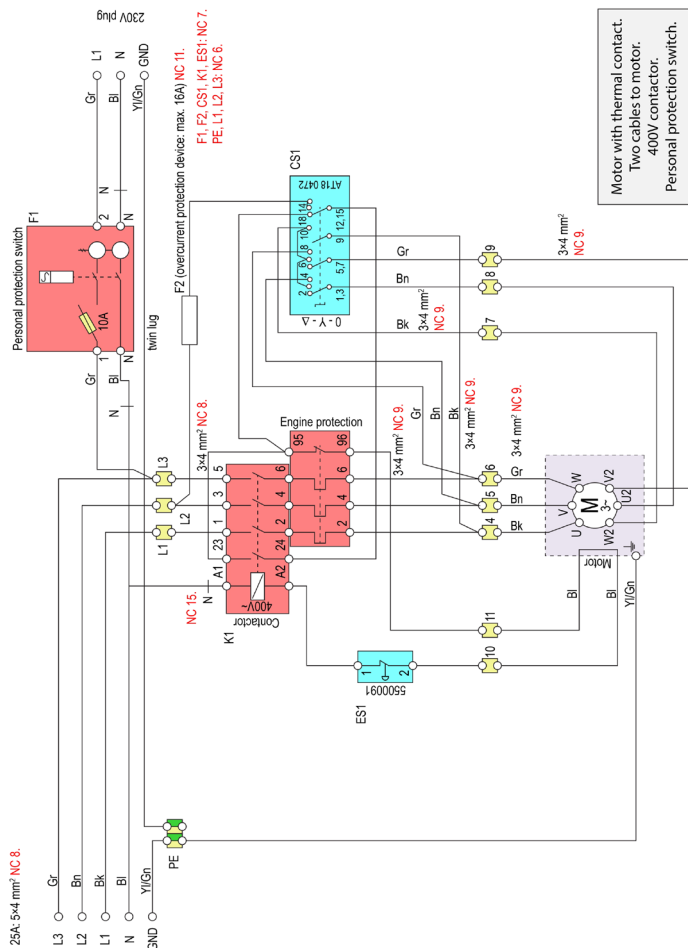 230V plug
L1
N
GND
Gr
Bl
Yl/Gn
N
F1
Personal protection switch
2
N
10A
1
N
twin lug
Gr
Bl
N
F2 (overcurrent protection device: max. 16A) NC 11.
F1, F2, CS1, K1, ES1: NC 7.
PE, L1, L2, L3: NC 6.
Motor with thermal contact.
Two cables to motor.
400V contactor.
Personal protection switch.
CS1
AT18 0472
2
4
6
8
10
18
14
1,3
5,7
9
12,15
0 - Y - Δ
Gr
Bn
Bk
3×4 mm² NC 9.
9
8
7
3×4 mm²
NC 9.
L3
L2
L1
3×4 mm² NC 8.
Engine protection
95
96
5
6
6
3
4
4
1
2
2
23
24
A1
A2
400V~
Contactor
K1
NC 15.
N
3×4 mm² NC 9.
Gr
Bn
Bk
3×4 mm² NC 9.
3×4 mm² NC 9.
6
5
4
Gr
Bn
Bk
M
3~
U
V
W
W2
U2
V2
Motor
Bl
Bl
Yl/Gn
11
10
ES1
1
2
5500091
PE
25A: 5×4 mm² NC 8.
L3
L2
L1
N
GND
Gr
Bn
Bk
Bl
Yl/Gn